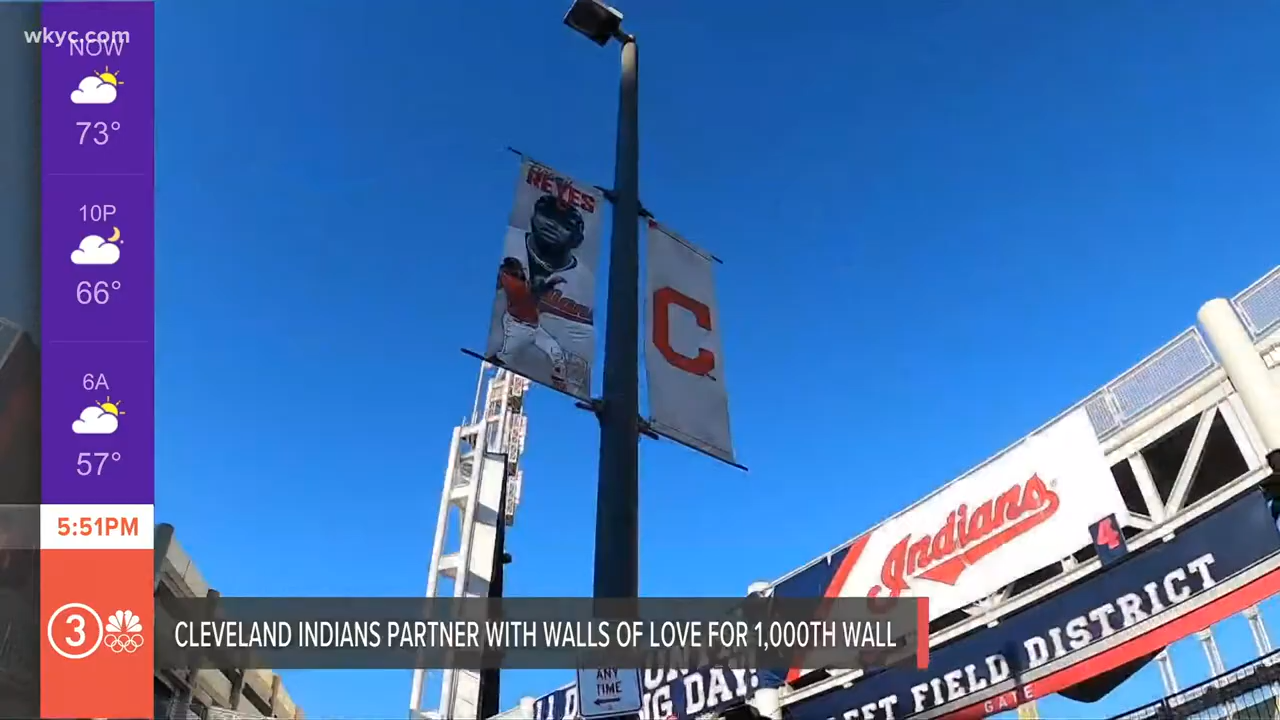 wkyc.com
NOW
73°
10P
66°
6A
57°
5:51PM
3
REYES
C
Indians
4
FIELD DISTRICT
GATE
CLEVELAND INDIANS PARTNER WITH WALLS OF LOVE FOR 1,000TH WALL
ANY
TIME
DAY!